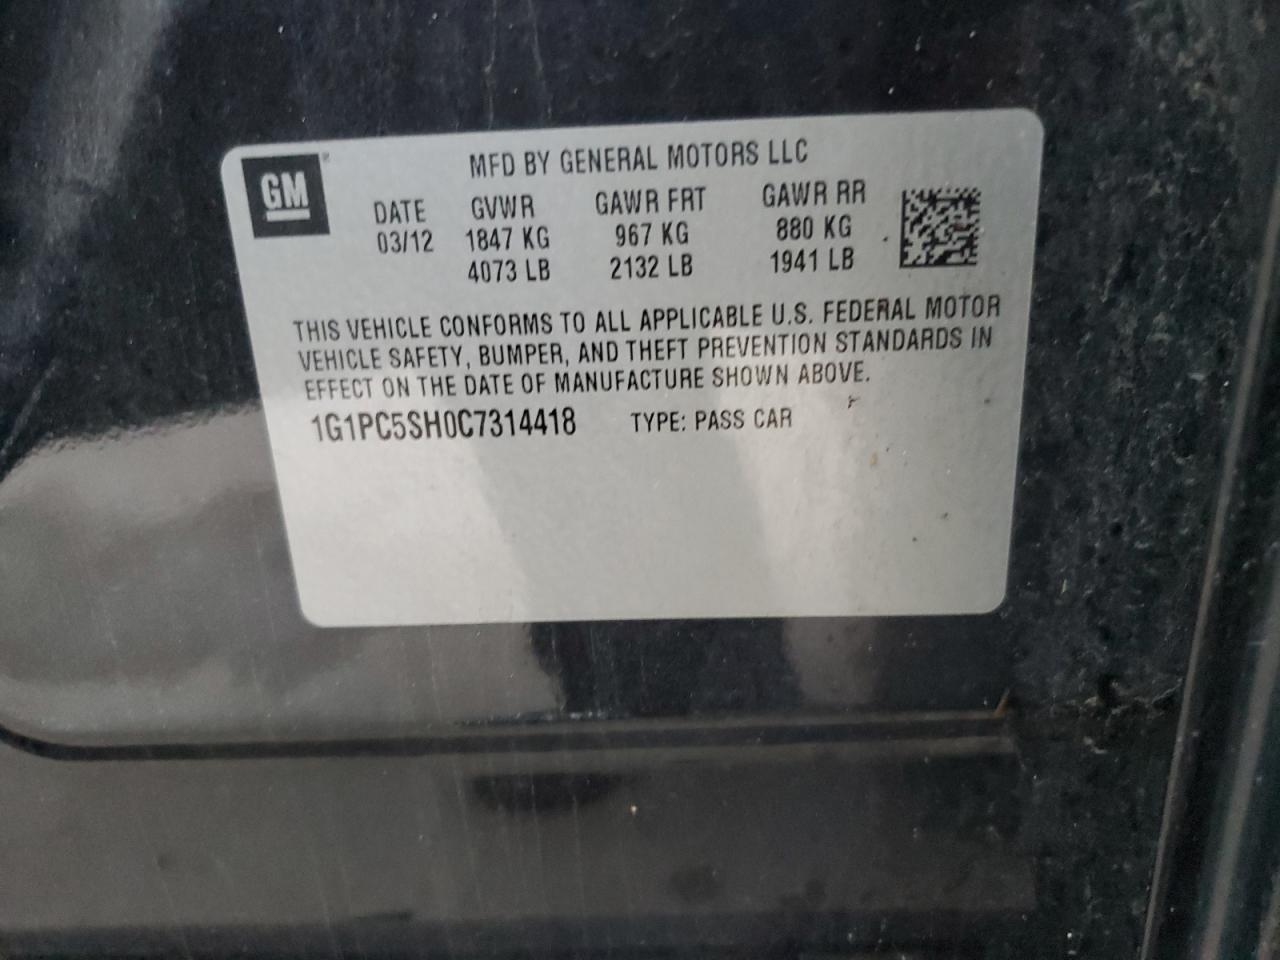 MFD BY GENERAL MOTORS LLC
GM
DATE GVWR GAWR FRT GAWR RR
03/12 1847 KG 967 KG 880 KG
4073 LB 2132 LB 1941 LB
THIS VEHICLE CONFORMS TO ALL APPLICABLE U.S. FEDERAL MOTOR
VEHICLE SAFETY, BUMPER, AND THEFT PREVENTION STANDARDS IN
EFFECT ON THE DATE OF MANUFACTURE SHOWN ABOVE.
1G1PC5SH0C7314418 TYPE: PASS CAR